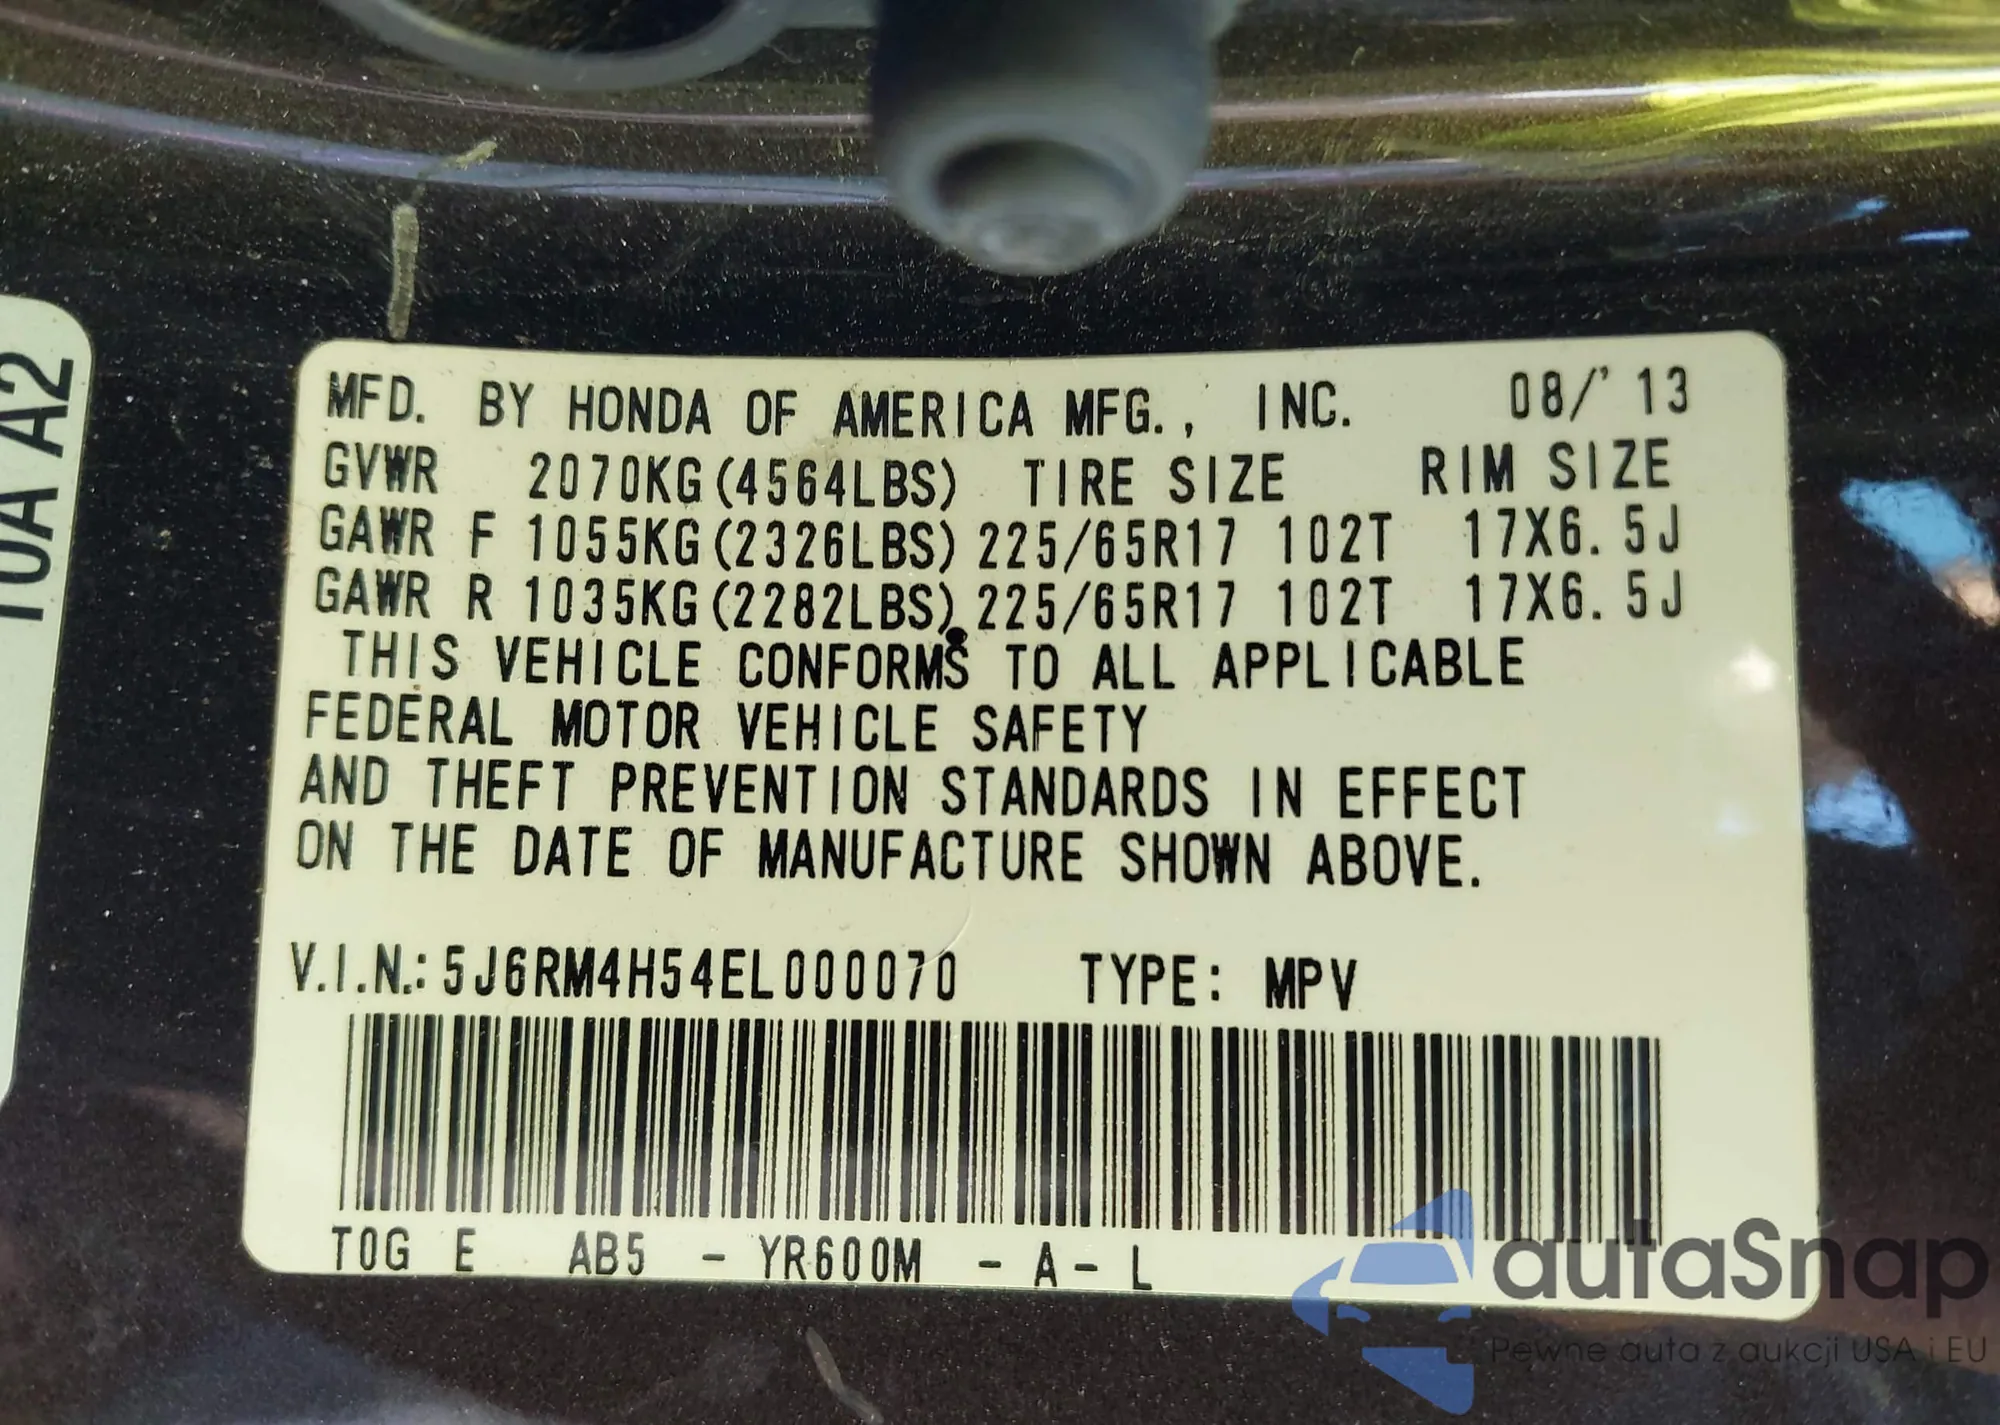 10A A2
MFD. BY HONDA OF AMERICA MFG., INC. 08/'13
GVWR 2070KG(4564LBS) TIRE SIZE RIM SIZE
GAWR F 1055KG(2326LBS) 225/65R17 102T 17X6.5J
GAWR R 1035KG(2282LBS) 225/65R17 102T 17X6.5J
THIS VEHICLE CONFORMS TO ALL APPLICABLE
FEDERAL MOTOR VEHICLE SAFETY
AND THEFT PREVENTION STANDARDS IN EFFECT
ON THE DATE OF MANUFACTURE SHOWN ABOVE.
V.I.N.: 5J6RM4H54EL000070 TYPE: MPV
T0G E AB5 - YR600M - A - L
autaSnap
Pewne auta z aukcji USA i EU